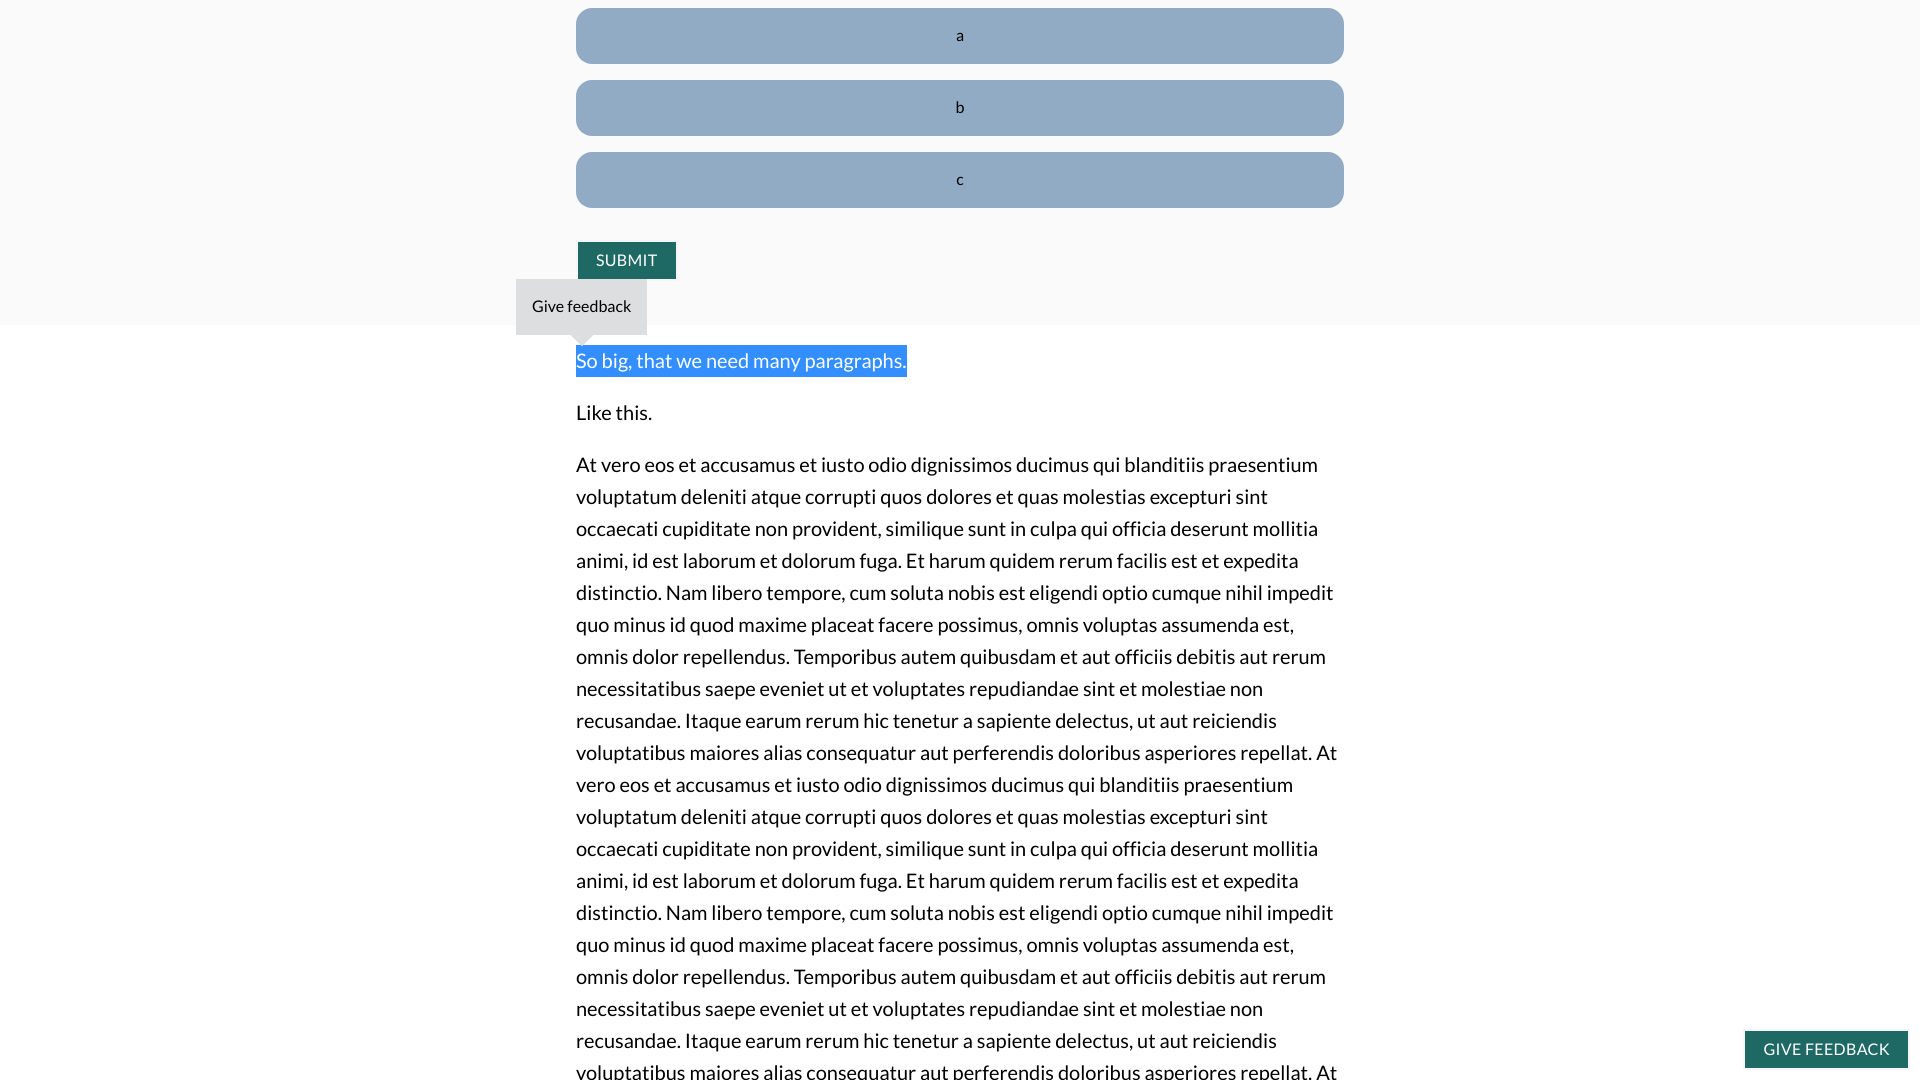 a
b
c
SUBMIT
Give feedback
So big, that we need many paragraphs.
Like this.
At vero eos et accusamus et iusto odio dignissimos ducimus qui blanditiis praesentium
voluptatum deleniti atque corrupti quos dolores et quas molestias excepturi sint
occaecati cupiditate non provident, similique sunt in culpa qui officia deserunt mollitia
animi, id est laborum et dolorum fuga. Et harum quidem rerum facilis est et expedita
distinctio. Nam libero tempore, cum soluta nobis est eligendi optio cumque nihil impedit
quo minus id quod maxime placeat facere possimus, omnis voluptas assumenda est,
omnis dolor repellendus. Temporibus autem quibusdam et aut officiis debitis aut rerum
necessitatibus saepe eveniet ut et voluptates repudiandae sint et molestiae non
recusandae. Itaque earum rerum hic tenetur a sapiente delectus, ut aut reiciendis
voluptatibus maiores alias consequatur aut perferendis doloribus asperiores repellat. At
vero eos et accusamus et iusto odio dignissimos ducimus qui blanditiis praesentium
voluptatum deleniti atque corrupti quos dolores et quas molestias excepturi sint
occaecati cupiditate non provident, similique sunt in culpa qui officia deserunt mollitia
animi, id est laborum et dolorum fuga. Et harum quidem rerum facilis est et expedita
distinctio. Nam libero tempore, cum soluta nobis est eligendi optio cumque nihil impedit
quo minus id quod maxime placeat facere possimus, omnis voluptas assumenda est,
omnis dolor repellendus. Temporibus autem quibusdam et aut officiis debitis aut rerum
necessitatibus saepe eveniet ut et voluptates repudiandae sint et molestiae non
recusandae. Itaque earum rerum hic tenetur a sapiente delectus, ut aut reiciendis
voluptatibus maiores alias consequatur aut perferendis doloribus asperiores repellat. At
GIVE FEEDBACK